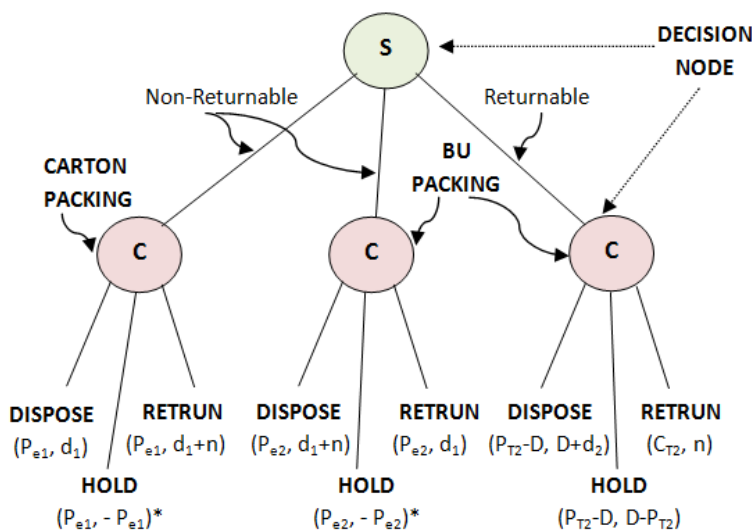 S
DECISION
NODE
Non-Returnable
Returnable
CARTON
PACKING
BU
PACKING
C
C
C
DISPOSE
(Pe1, d1)
RETRUN
(Pe1, d1+n)
DISPOSE
(Pe2, d1+n)
RETRUN
(Pe2, d1)
DISPOSE
(PT2-D, D+d2)
RETRUN
(CT2, n)
HOLD
(Pe1, - Pe1)*
HOLD
(Pe2, - Pe2)*
HOLD
(PT2-D, D-PT2)